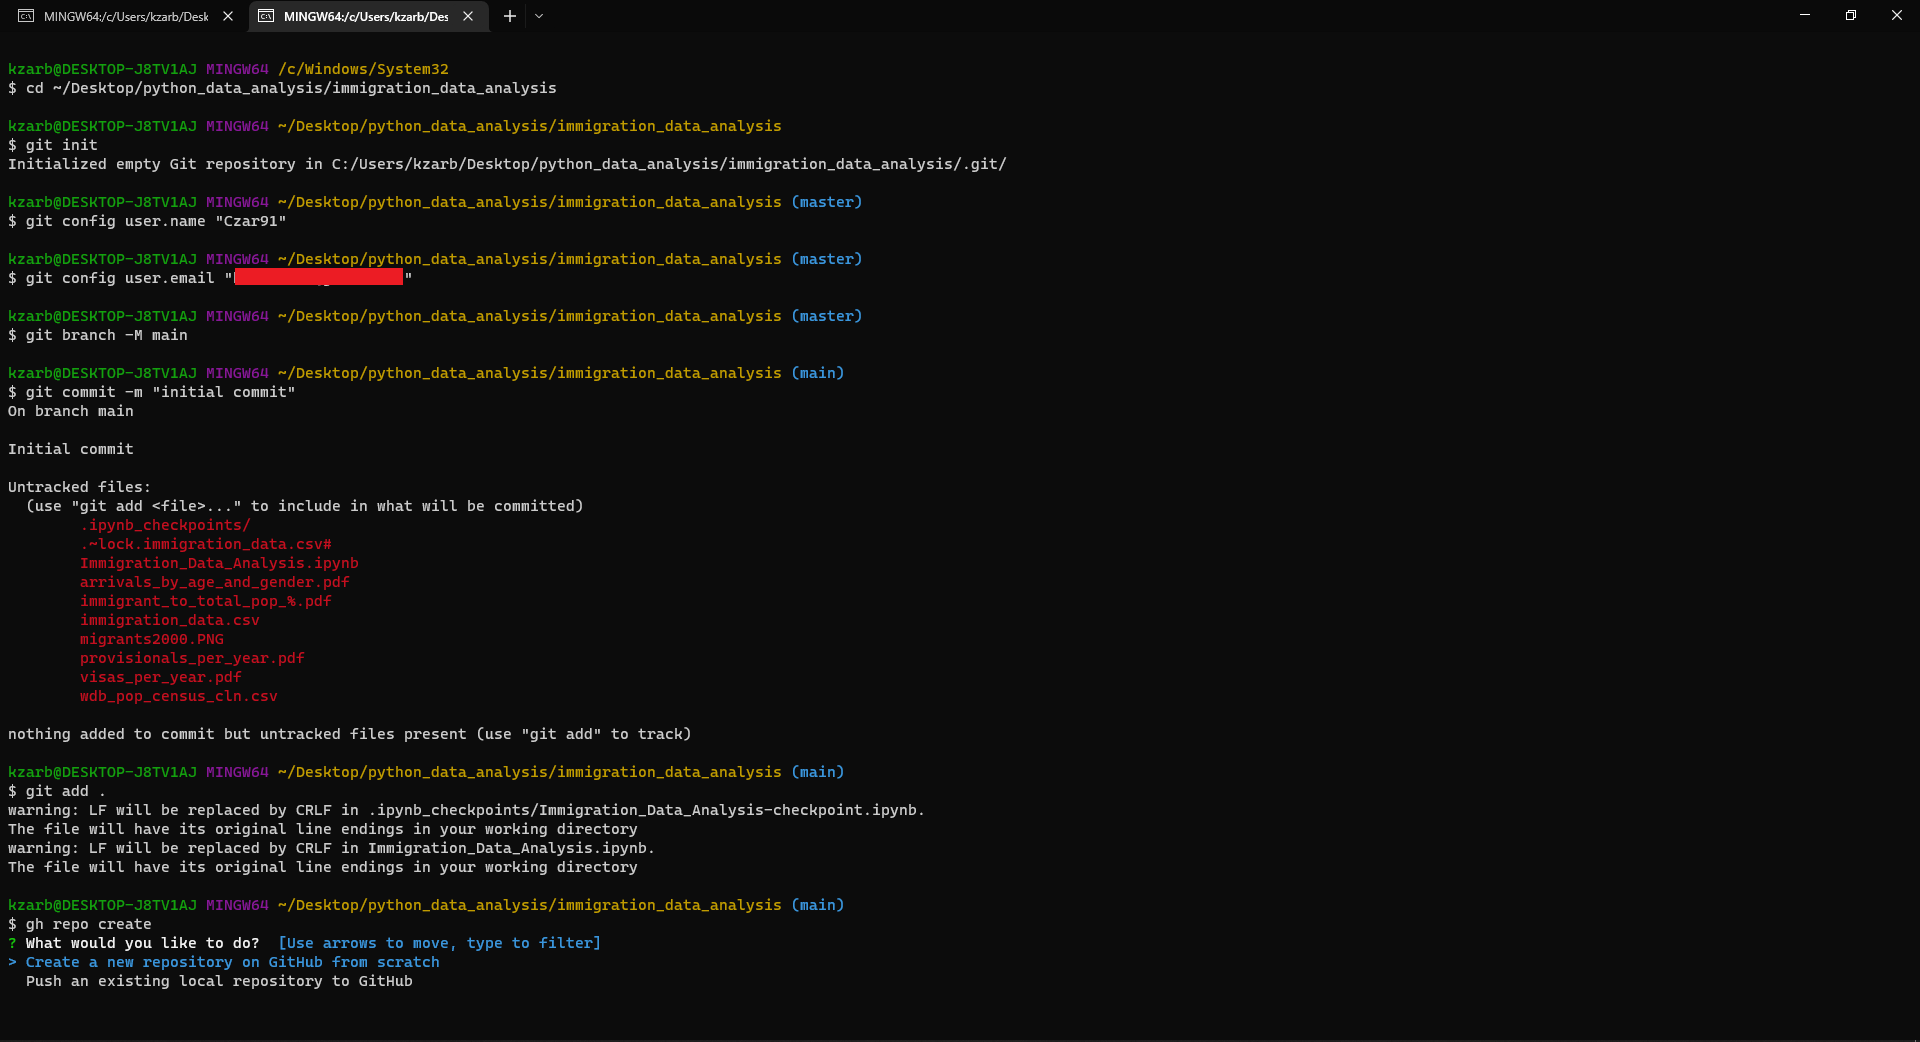 MINGW64:/c/Users/kzarb/Desk
MINGW64:/c/Users/kzarb/Des
kzarb@DESKTOP-J8TV1AJ MINGW64 /c/Windows/System32
$ cd ~/Desktop/python_data_analysis/immigration_data_analysis
kzarb@DESKTOP-J8TV1AJ MINGW64 ~/Desktop/python_data_analysis/immigration_data_analysis
$ git init
Initialized empty Git repository in C:/Users/kzarb/Desktop/python_data_analysis/immigration_data_analysis/.git/
kzarb@DESKTOP-J8TV1AJ MINGW64 ~/Desktop/python_data_analysis/immigration_data_analysis (master)
$ git config user.name "Czar91"
kzarb@DESKTOP-J8TV1AJ MINGW64 ~/Desktop/python_data_analysis/immigration_data_analysis (master)
$ git config user.email " "
kzarb@DESKTOP-J8TV1AJ MINGW64 ~/Desktop/python_data_analysis/immigration_data_analysis (master)
$ git branch -M main
kzarb@DESKTOP-J8TV1AJ MINGW64 ~/Desktop/python_data_analysis/immigration_data_analysis (main)
$ git commit -m "initial commit"
On branch main
Initial commit
Untracked files:
(use "git add <file>..." to include in what will be committed)
.ipynb_checkpoints/
.~lock.immigration_data.csv#
Immigration_Data_Analysis.ipynb
arrivals_by_age_and_gender.pdf
immigrant_to_total_pop_%.pdf
immigration_data.csv
migrants2000.PNG
provisionals_per_year.pdf
visas_per_year.pdf
wdb_pop_census_cln.csv
nothing added to commit but untracked files present (use "git add" to track)
kzarb@DESKTOP-J8TV1AJ MINGW64 ~/Desktop/python_data_analysis/immigration_data_analysis (main)
$ git add .
warning: LF will be replaced by CRLF in .ipynb_checkpoints/Immigration_Data_Analysis-checkpoint.ipynb.
The file will have its original line endings in your working directory
warning: LF will be replaced by CRLF in Immigration_Data_Analysis.ipynb.
The file will have its original line endings in your working directory
kzarb@DESKTOP-J8TV1AJ MINGW64 ~/Desktop/python_data_analysis/immigration_data_analysis (main)
$ gh repo create
? What would you like to do? [Use arrows to move, type to filter]
> Create a new repository on GitHub from scratch
Push an existing local repository to GitHub